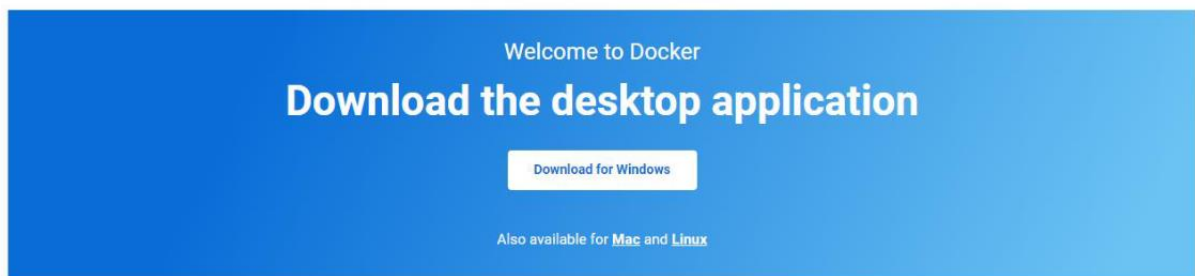 Welcome to Docker
Download the desktop application
Download for Windows
Also available for Mac and Linux